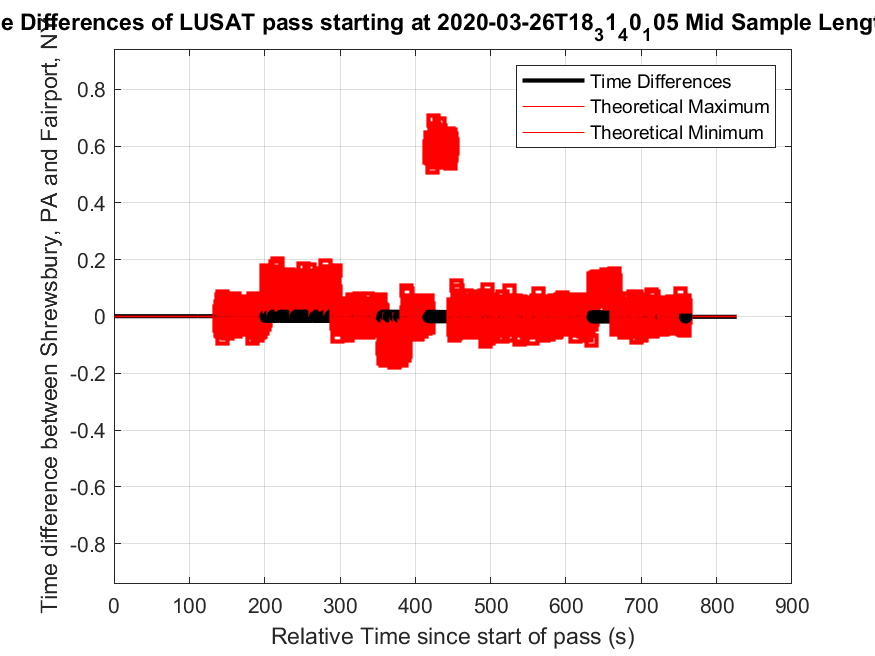 e Differences of LUSAT pass starting at 2020-03-26T18₃1₄0₁05 Mid Sample Lengt
Time difference between Shrewsbury, PA and Fairport, N
Time Differences
Theoretical Maximum
Theoretical Minimum
0.8
0.6
0.4
0.2
0
-0.2
-0.4
-0.6
-0.8
0 100 200 300 400 500 600 700 800 900
Relative Time since start of pass (s)